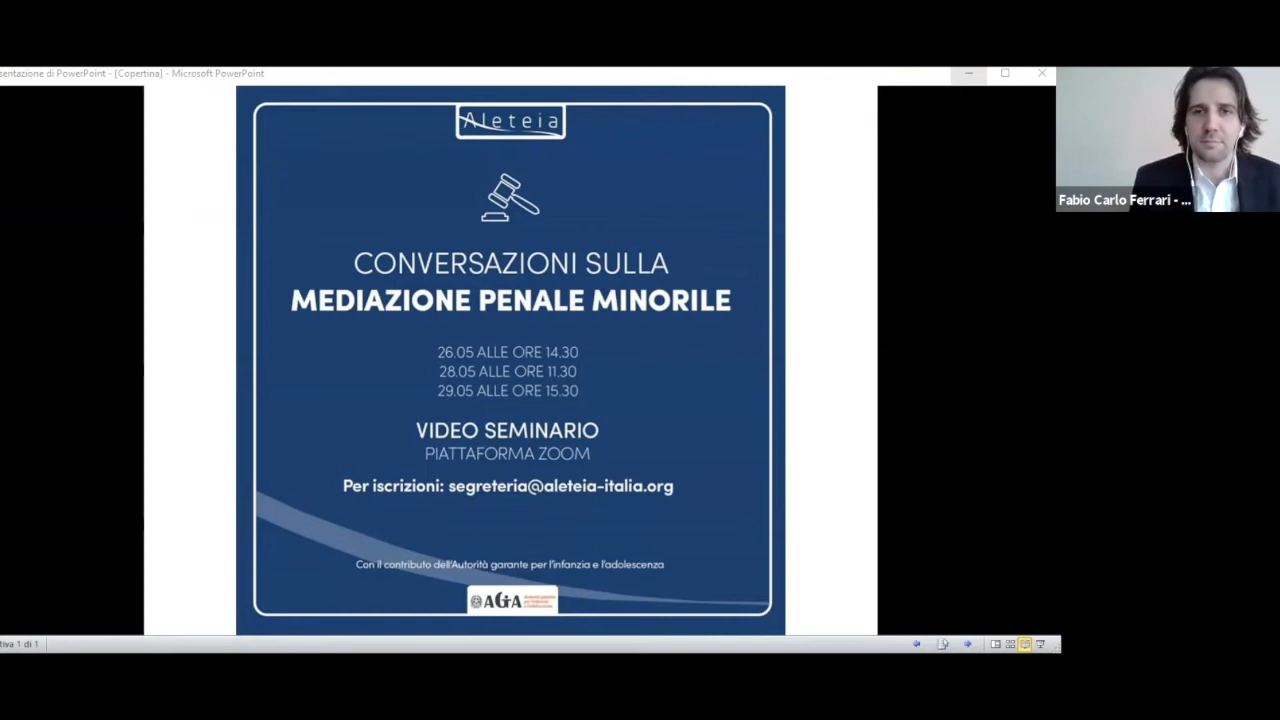 sentazione di PowerPoint - [Copertina] - Microsoft PowerPoint
Aleteia
Fabio Carlo Ferrari - ...
CONVERSAZIONI SULLA
MEDIAZIONE PENALE MINORILE
26.05 ALLE ORE 14.30
28.05 ALLE ORE 11.30
29.05 ALLE ORE 15.30
VIDEO SEMINARIO
PIATTAFORMA ZOOM
Per iscrizioni: segreteria@aleteia-italia.org
Con il contributo dell'Autorità garante per l'infanzia e l'adolescenza
AGIA
tiva 1 di 1